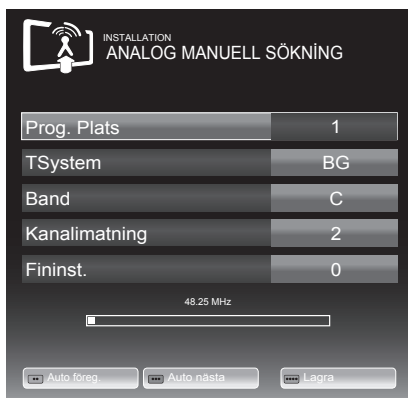 INSTALLATION
ANALOG MANUELL SÖKNİNG
Prog. Plats 1
TSystem BG
Band C
Kanalimatning 2
Fininst. 0
48.25 MHz
Auto föreg. Auto nästa Lagra